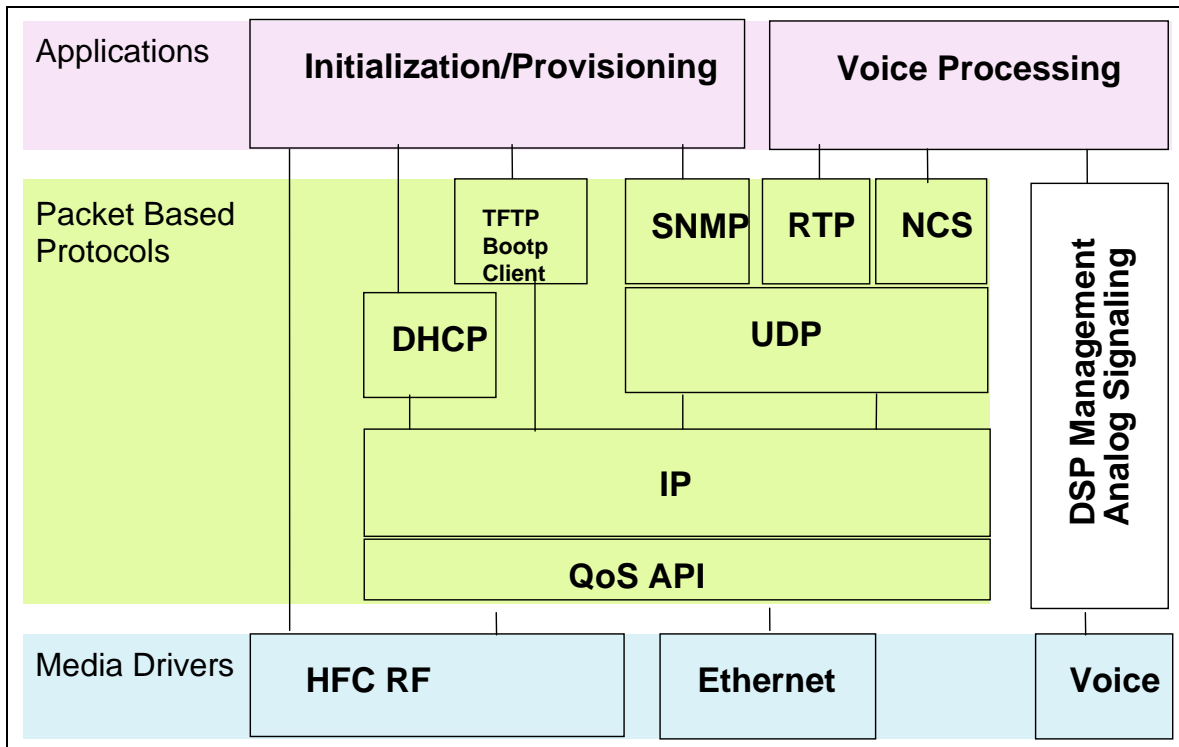 Applications
Initialization/Provisioning
Voice Processing
Packet Based
Protocols
TFTP
Bootp
Client
SNMP
RTP
NCS
DHCP
UDP
IP
QoS API
DSP Management
Analog Signaling
Media Drivers
HFC RF
Ethernet
Voice